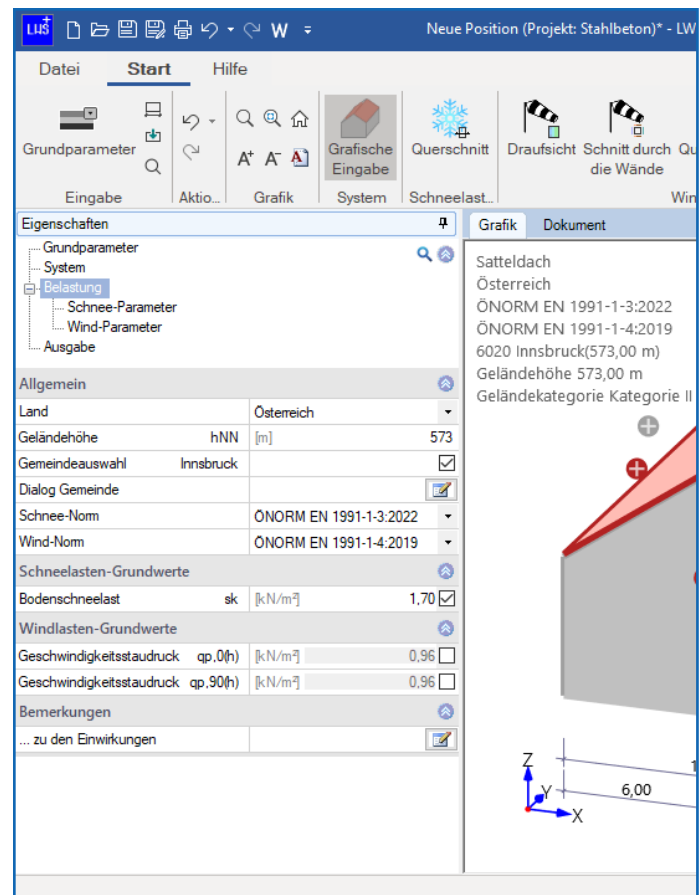 LWS
W
Neue Position (Projekt: Stahlbeton)* - LW
Datei Start Hilfe
Grundparameter
A+ A- A
Grafische
Eingabe
Querschnitt
Draufsicht
Schnitt durch
die Wände
Qu
Eingabe Aktio... Grafik System Schneelast... Win
Eigenschaften
Grundparameter
System
Belastung
Schnee-Parameter
Wind-Parameter
Ausgabe
Allgemein
Land Österreich
Geländehöhe hNN [m] 573
Gemeindeauswahl Innsbruck
Dialog Gemeinde
Schnee-Norm ÖNORM EN 1991-1-3:2022
Wind-Norm ÖNORM EN 1991-1-4:2019
Schneelasten-Grundwerte
Bodenschneelast sk [kN/m²] 1,70
Windlasten-Grundwerte
Geschwindigkeitsstaudruck qp,0(h) [kN/m²] 0,96
Geschwindigkeitsstaudruck qp,90(h) [kN/m²] 0,96
Bemerkungen
... zu den Einwirkungen
Grafik Dokument
Satteldach
Österreich
ÖNORM EN 1991-1-3:2022
ÖNORM EN 1991-1-4:2019
6020 Innsbruck(573,00 m)
Geländehöhe 573,00 m
Geländekategorie Kategorie II
Z
Y
X
1
6,00